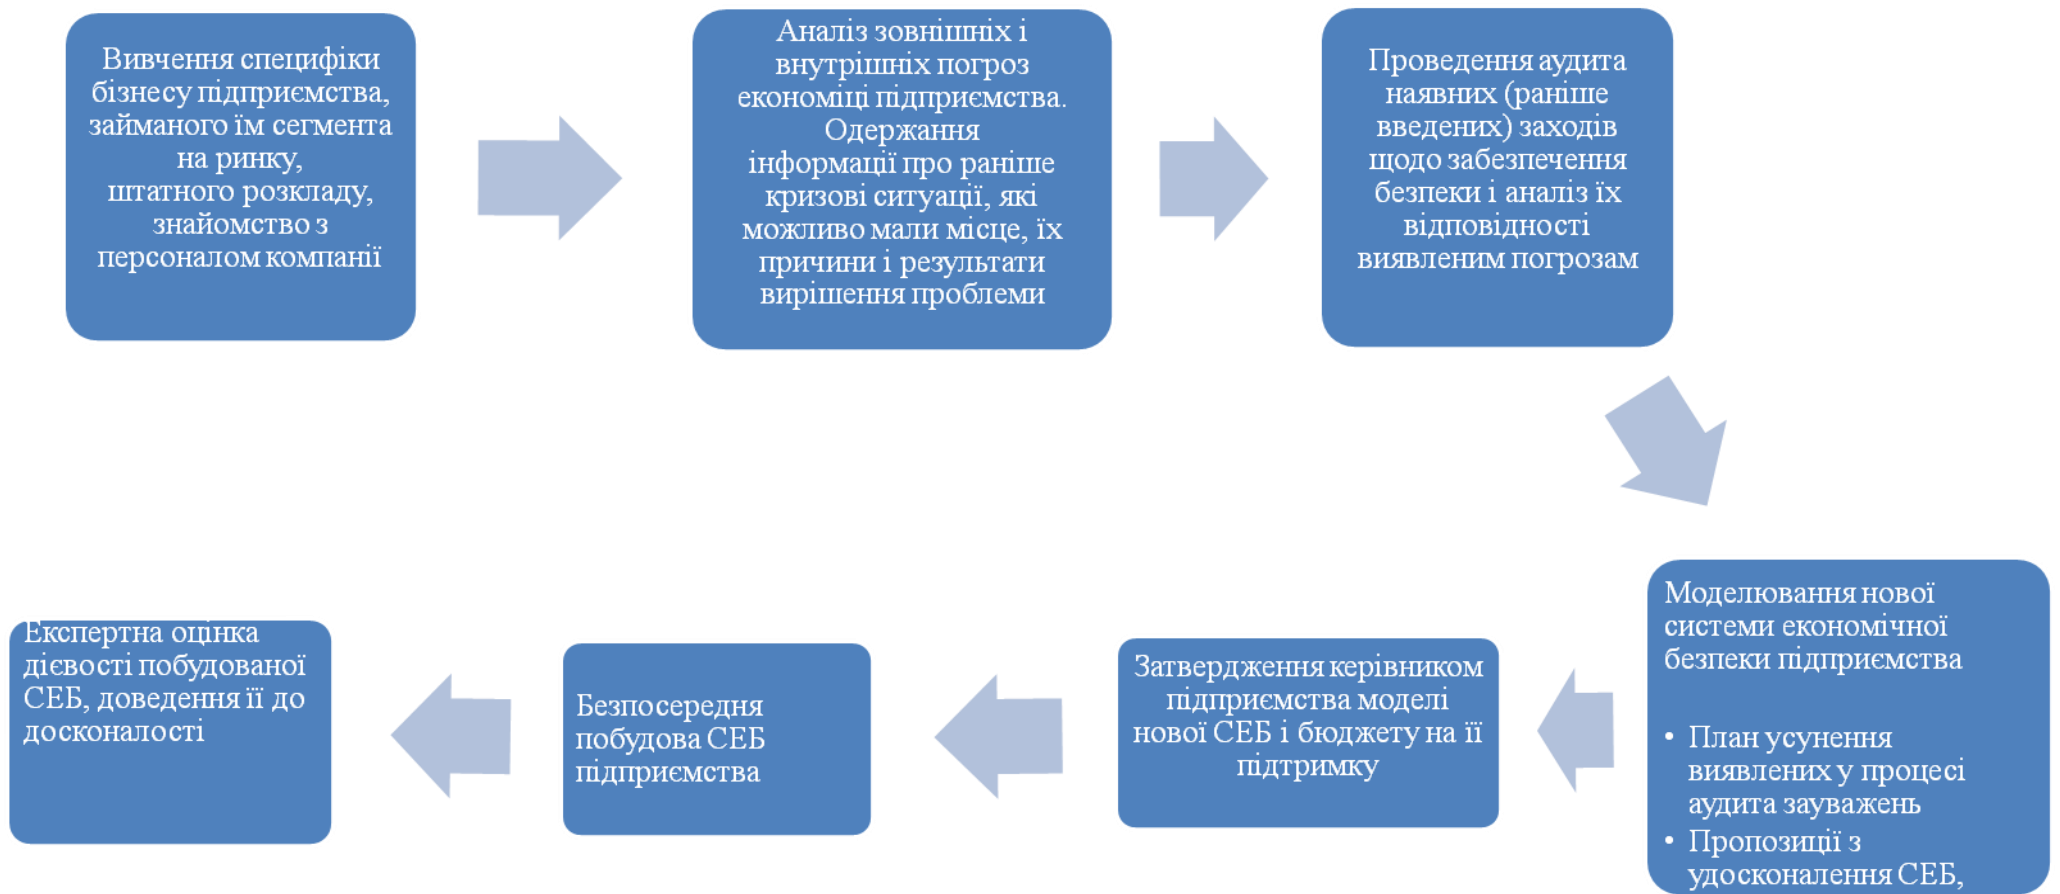 Вивчення специфіки
бізнесу підприємства,
займаного їм сегмента
на ринку,
штатного розкладу,
знайомство з
персоналом компанії
Аналіз зовнішніх і
внутрішніх погроз
економіці підприємства.
Одержання
інформації про раніше
кризові ситуації, які
можливо мали місце, їх
причини і результати
вирішення проблеми
Проведення аудита
наявних (раніше
введених) заходів
щодо забезпечення
безпеки і аналіз їх
відповідності
виявленим погрозам
Моделювання нової
системи економічної
безпеки підприємства
• План усунення
виявлених у процесі
аудита зауважень
• Пропозиції з
удосконалення СЕБ,
Затвердження керівником
підприємства моделі
нової СЕБ і бюджету на її
підтримку
Безпосередня
побудова СЕБ
підприємства
Експертна оцінка
дієвості побудованої
СЕБ, доведення її до
досконалості